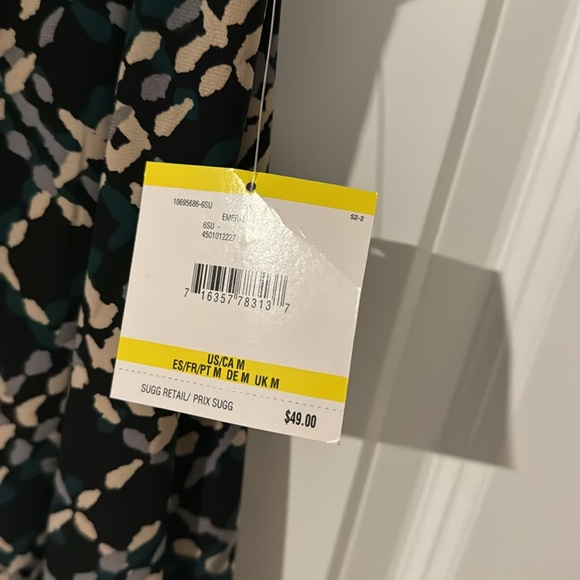 10695686-6SU
S2-2
6SU -
4501012227
7 16357 78313 7
US/CA M
ES/FR/PT M DE M UK M
SUGG RETAIL/ PRIX SUGG
$49.00